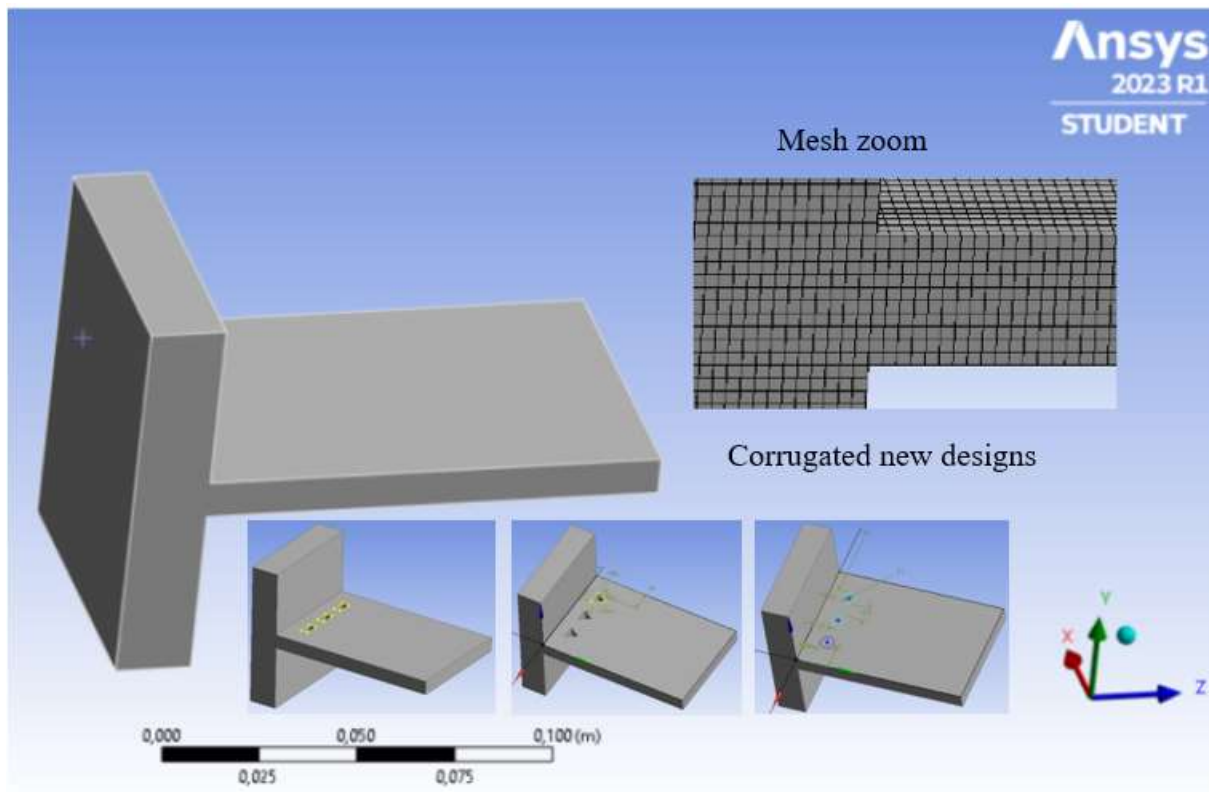 Ansys
2023 R1
STUDENT
Mesh zoom
Corrugated new designs
0,000 0,050 0,100 (m)
0,025 0,075
Y
X
Z